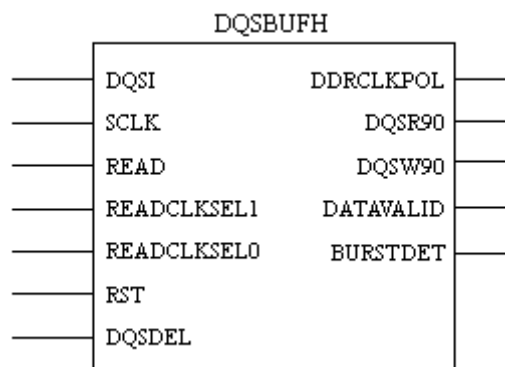 DQSBUFH
DQSI
SCLK
READ
READCLKSEL1
READCLKSEL0
RST
DQSDEL
DDRCLKPOL
DQSR90
DQSW90
DATAVALID
BURSTDET